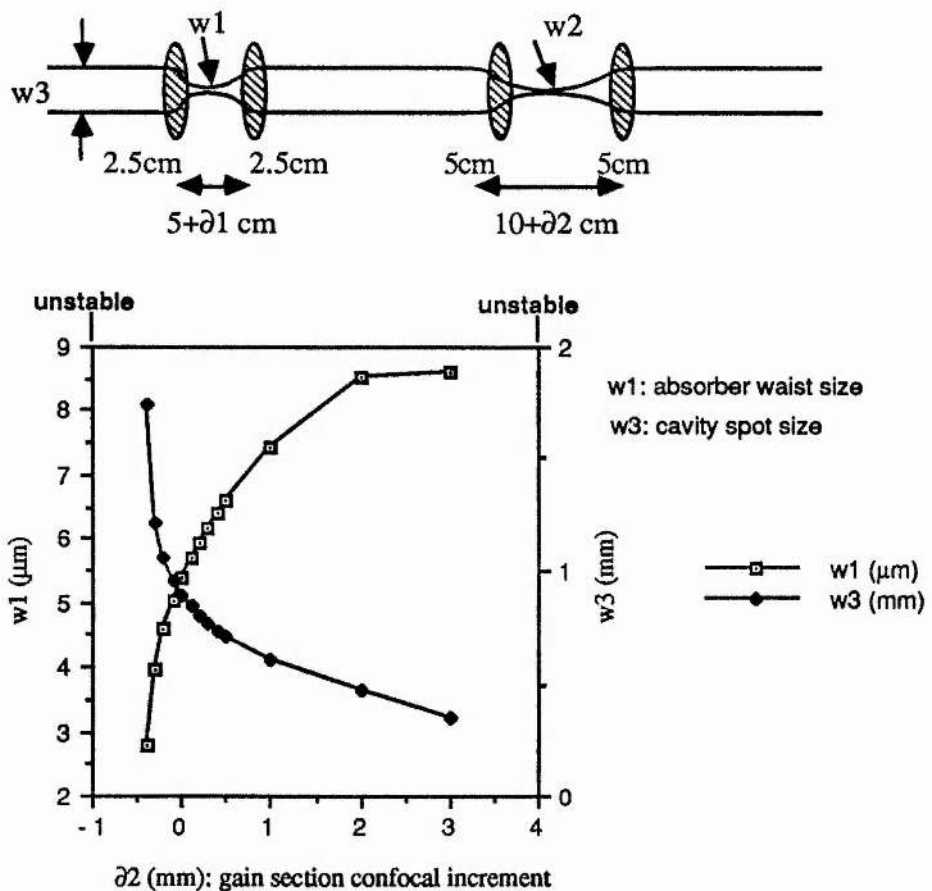 w1
w2
w3
2.5cm 2.5cm 5cm 5cm
5+∂1 cm 10+∂2 cm
unstable unstable
9 2
8
7
6
5 1
4
3
2 0
-1 0 1 2 3 4
w1 (μm)
w3 (mm)
w1: absorber waist size
w3: cavity spot size
w1 (μm)
w3 (mm)
∂2 (mm): gain section confocal increment